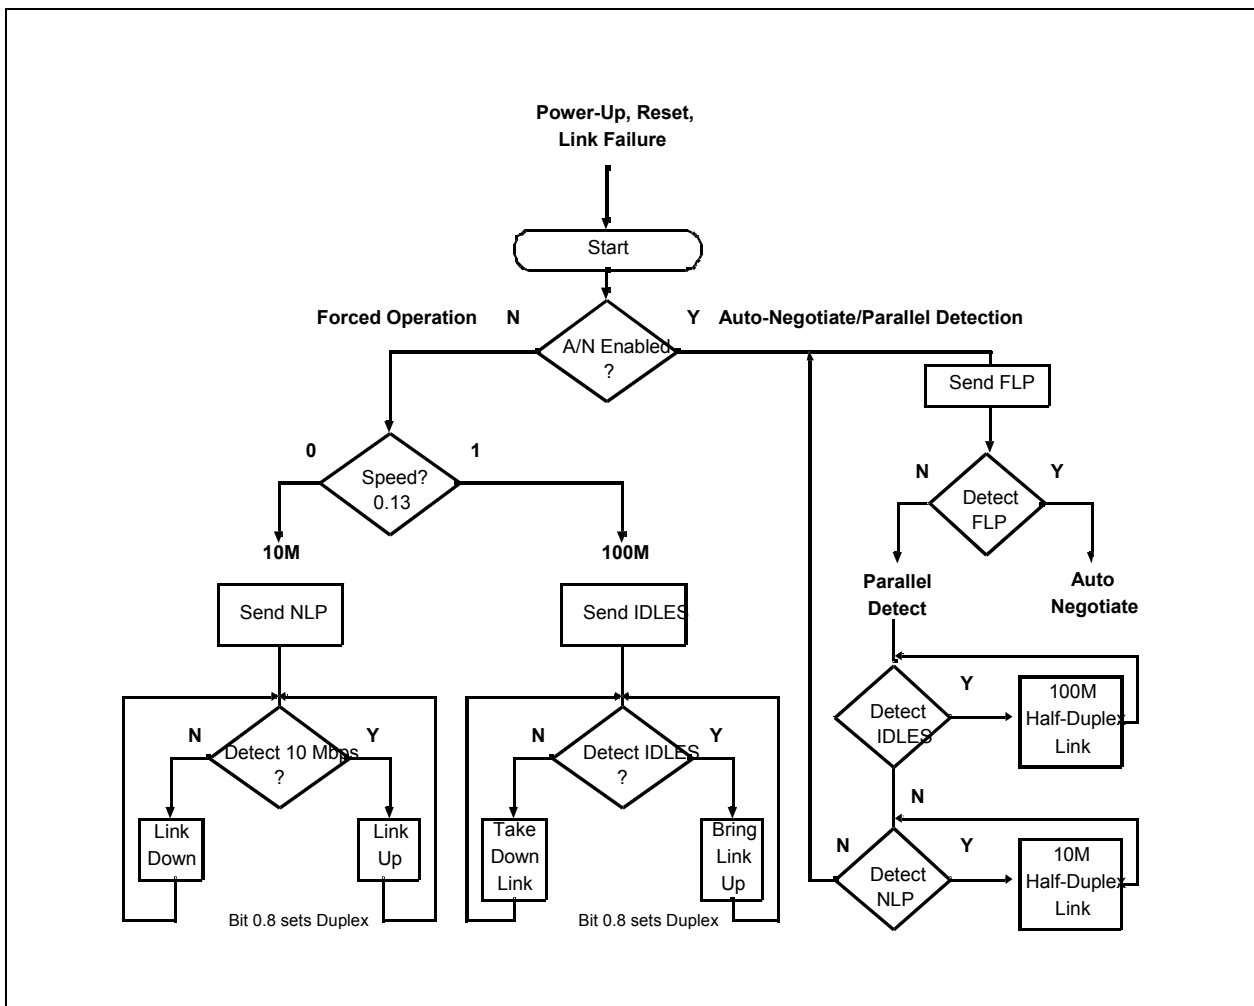 Power-Up, Reset,
Link Failure
Start
Forced Operation N
Y Auto-Negotiate/Parallel Detection
A/N Enabled
?
Send FLP
0
1
Speed?
0.13
N
Y
Detect
FLP
10M
100M
Parallel
Detect
Auto
Negotiate
Send NLP
Send IDLES
N
Y
Detect 10 Mbps
?
N
Y
Detect IDLES
?
Y
Detect
IDLES
100M
Half-Duplex
Link
N
Link
Down
Link
Up
Take
Down
Link
Bring
Link
Up
N
Y
Detect
NLP
10M
Half-Duplex
Link
Bit 0.8 sets Duplex
Bit 0.8 sets Duplex